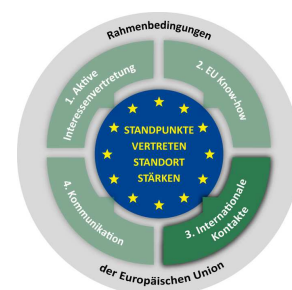 Rahmenbedingungen
1. Aktive
Interessenvertretung
2. EU Know-how
STANDPUNKTE
VERTRETEN
STANDORT
STÄRKEN
4. Kommunikation
3. Internationale
Kontakte
der Europäischen Union